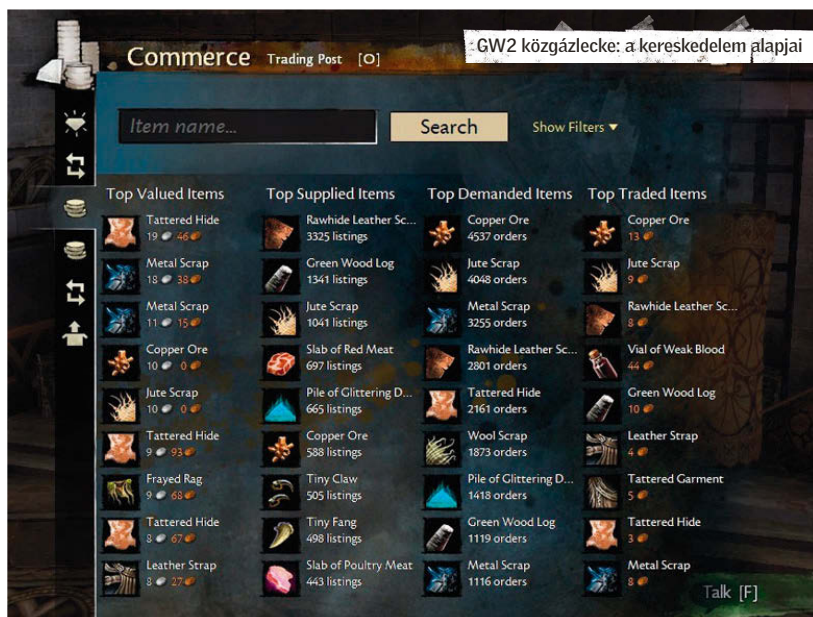 GW2 közgázlecke: a kereskedelem alapjai
Commerce Trading Post [O]
Item name...
Search
Show Filters
Top Valued Items
Tattered Hide
19 46
Metal Scrap
18 38
Metal Scrap
11 15
Copper Ore
10 0
Jute Scrap
10 0
Tattered Hide
9 93
Frayed Rag
9 68
Tattered Hide
8 67
Leather Strap
8 27
Top Supplied Items
Rawhide Leather Sc...
3325 listings
Green Wood Log
1341 listings
Jute Scrap
1041 listings
Slab of Red Meat
697 listings
Pile of Glittering D...
665 listings
Copper Ore
588 listings
Tiny Claw
505 listings
Tiny Fang
498 listings
Slab of Poultry Meat
443 listings
Top Demanded Items
Copper Ore
4537 orders
Jute Scrap
4048 orders
Metal Scrap
3255 orders
Rawhide Leather Sc...
2801 orders
Tattered Hide
2161 orders
Wool Scrap
1873 orders
Pile of Glittering D...
1418 orders
Green Wood Log
1119 orders
Metal Scrap
1116 orders
Top Traded Items
Copper Ore
13
Jute Scrap
9
Rawhide Leather Sc...
8
Vial of Weak Blood
44
Green Wood Log
10
Leather Strap
4
Tattered Garment
5
Tattered Hide
3
Metal Scrap
8
Talk [F]